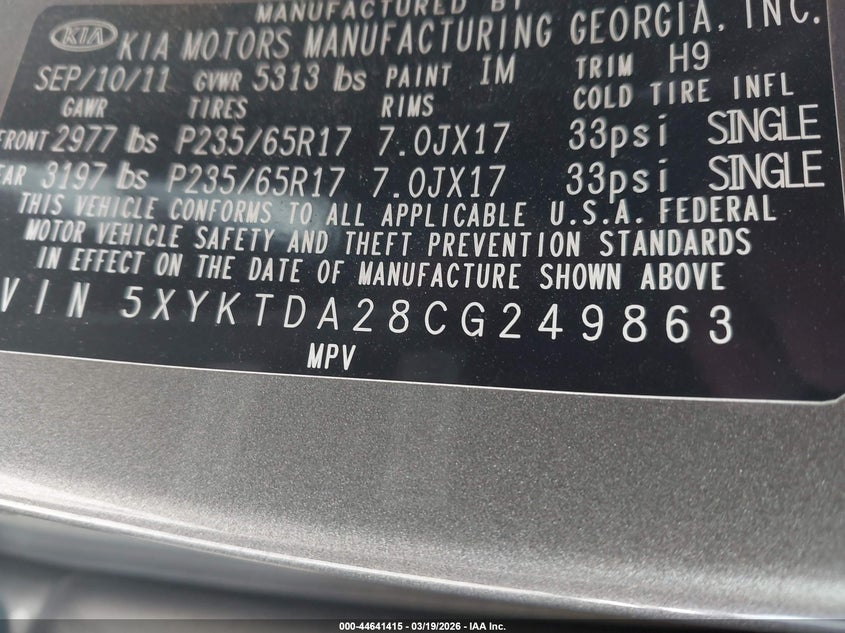 MANUFACTURED BY
KIA KIA MOTORS MANUFACTURING GEORGIA, INC.
SEP/10/11 GVWR 5313 lbs PAINT IM TRIM H9
GAWR TIRES RIMS COLD TIRE INFL
FRONT 2977 lbs P235/65R17 7.0JX17 33psi SINGLE
EAR 3197 lbs P235/65R17 7.0JX17 33psi SINGLE
THIS VEHICLE CONFORMS TO ALL APPLICABLE U.S.A. FEDERAL
MOTOR VEHICLE SAFETY AND THEFT PREVENTION STANDARDS
IN EFFECT ON THE DATE OF MANUFACTURE SHOWN ABOVE
VIN 5XYKTDA28CG249863
MPV
000-44641415 - 03/19/2026 - IAA Inc.